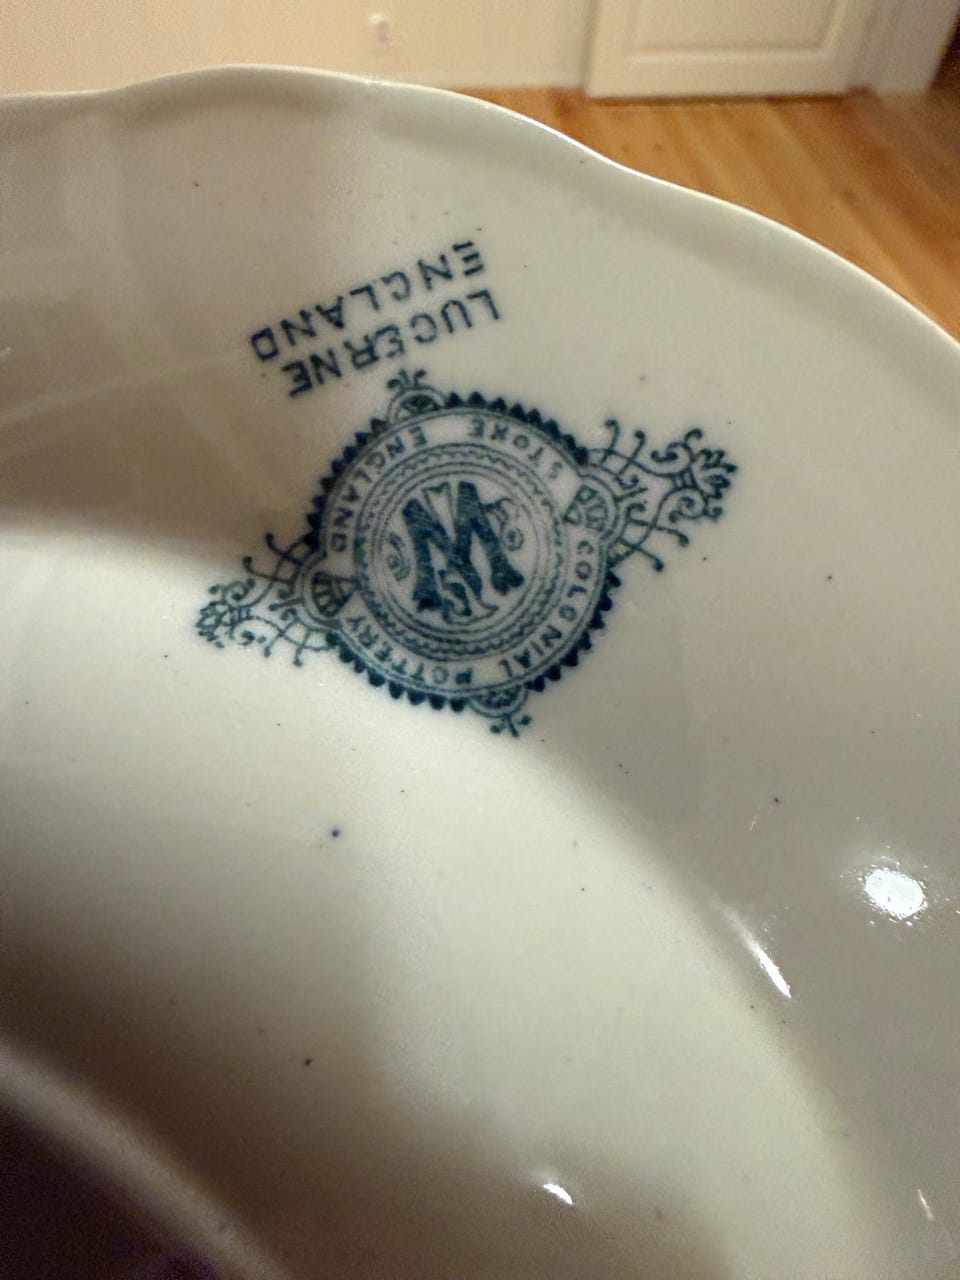 COLONIAL POTTERY
STOKE ENGLAND
LUCERNE
ENGLAND